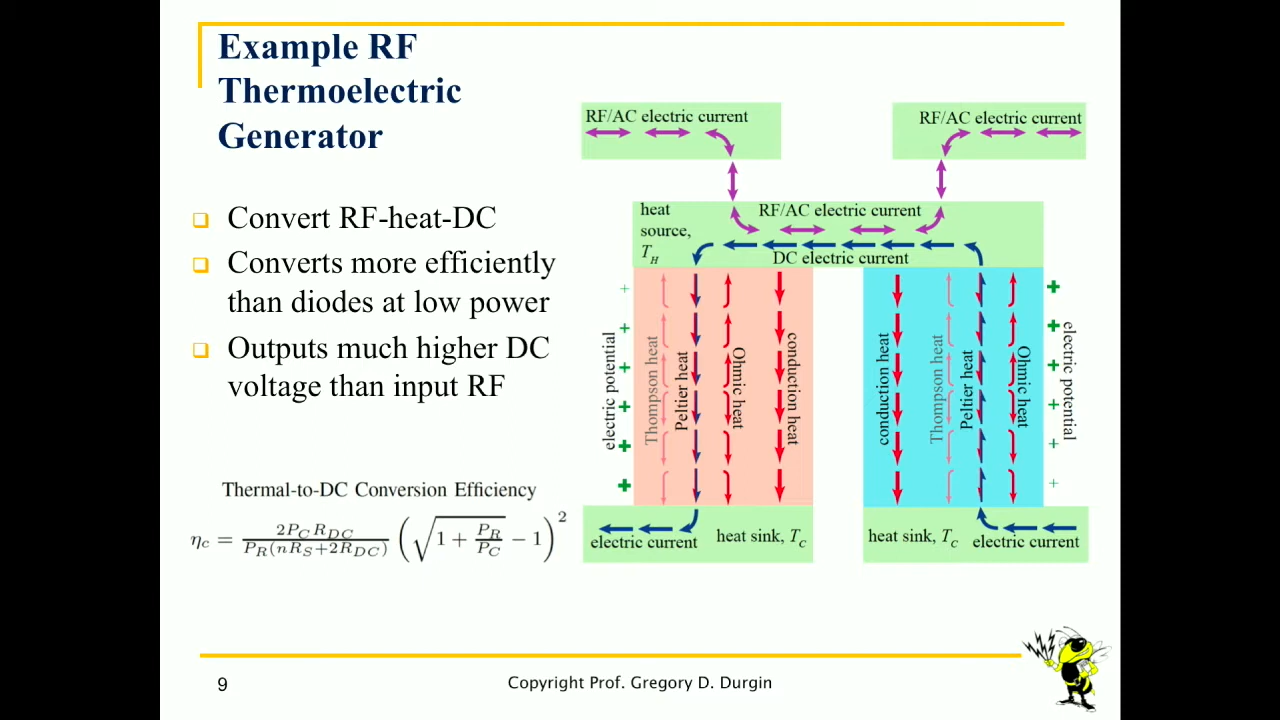 Example RF
Thermoelectric
Generator
❑ Convert RF-heat-DC
❑ Converts more efficiently
than diodes at low power
❑ Outputs much higher DC
voltage than input RF
Thermal-to-DC Conversion Efficiency
η_c = 2P_C R_DC / P_R(nR_S+2R_DC) (√(1 + P_R/P_C) − 1)^2
RF/AC electric current
RF/AC electric current
heat
source,
T_H
RF/AC electric current
DC electric current
electric potential
Thompson heat
Peltier heat
Ohmic heat
conduction heat
conduction heat
Thompson heat
Peltier heat
Ohmic heat
electric potential
electric current
heat sink, T_C
heat sink, T_C
electric current
9
Copyright Prof. Gregory D. Durgin